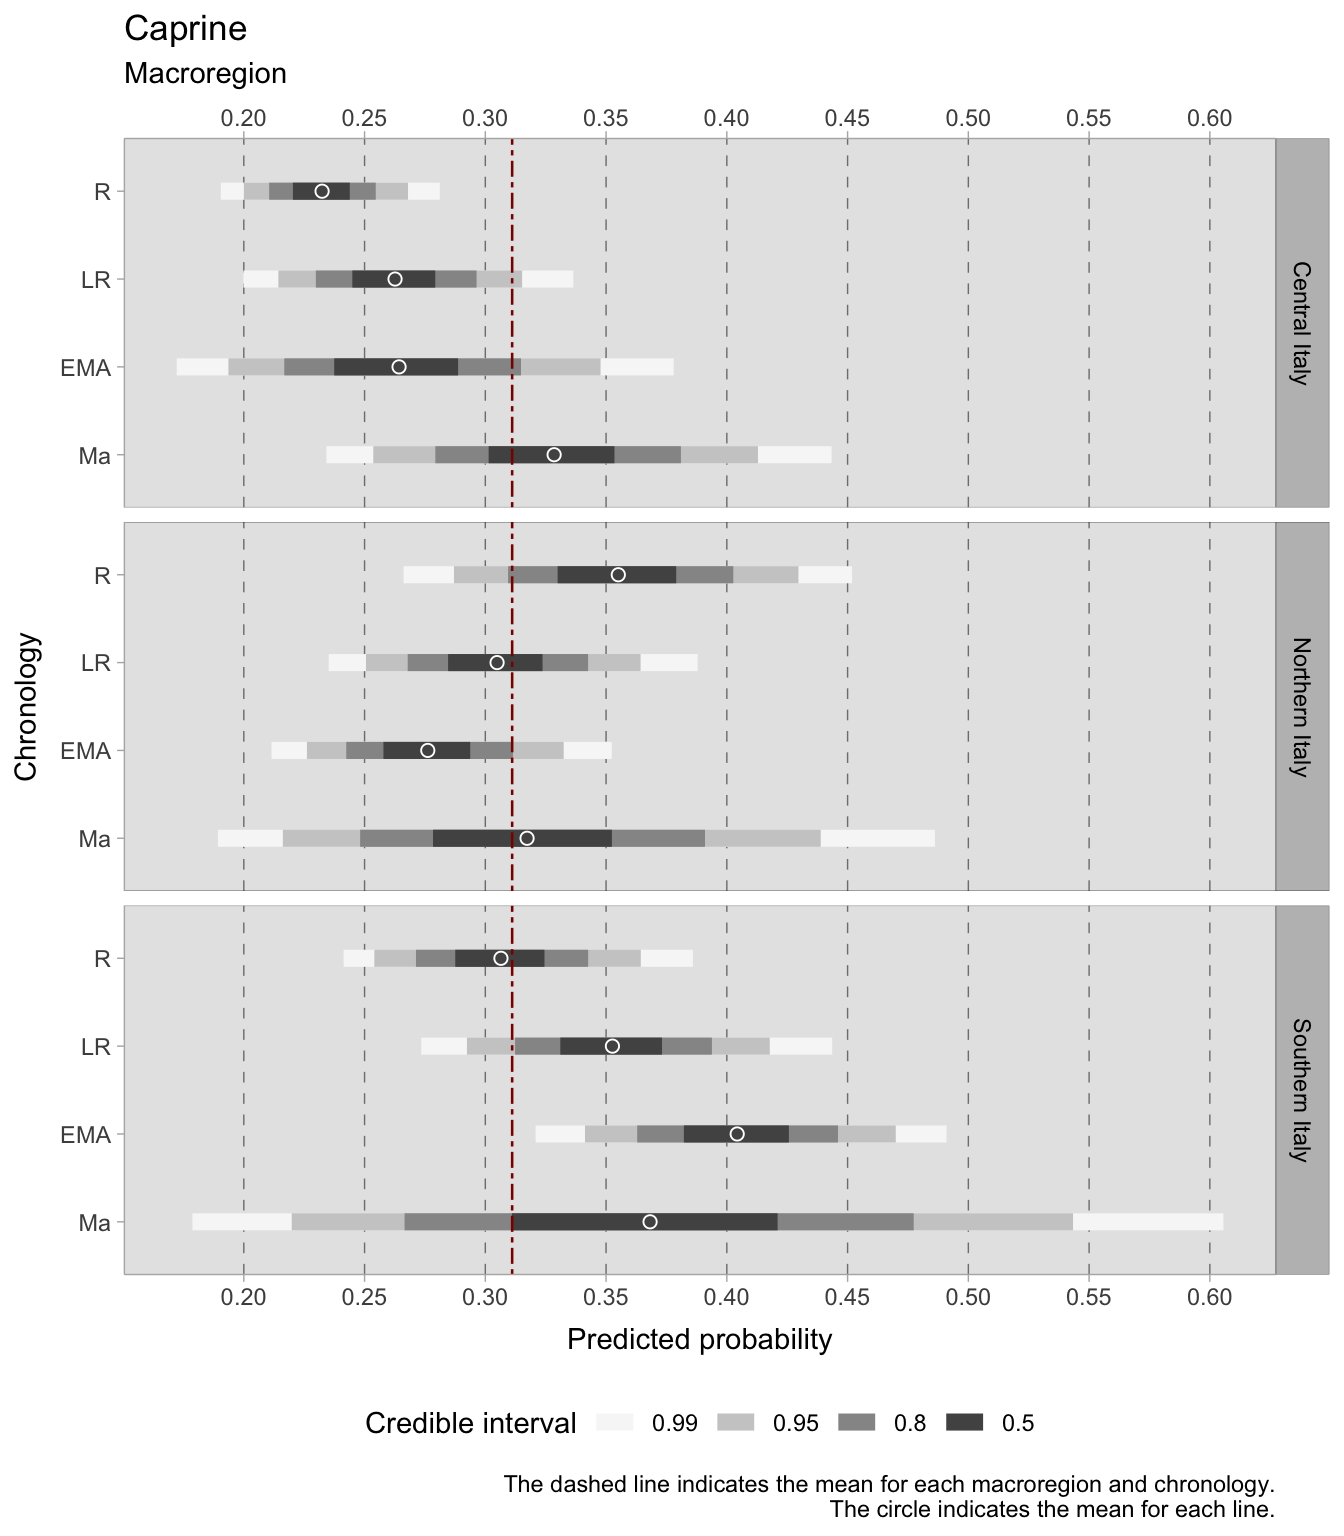 Caprine
Macroregion
0.20 0.25 0.30 0.35 0.40 0.45 0.50 0.55 0.60
R
LR
EMA
Ma
Central Italy
R
LR
EMA
Ma
Northern Italy
R
LR
EMA
Ma
Southern Italy
Chronology
0.20 0.25 0.30 0.35 0.40 0.45 0.50 0.55 0.60
Predicted probability
Credible interval 0.99 0.95 0.8 0.5
The dashed line indicates the mean for each macroregion and chronology.
The circle indicates the mean for each line.